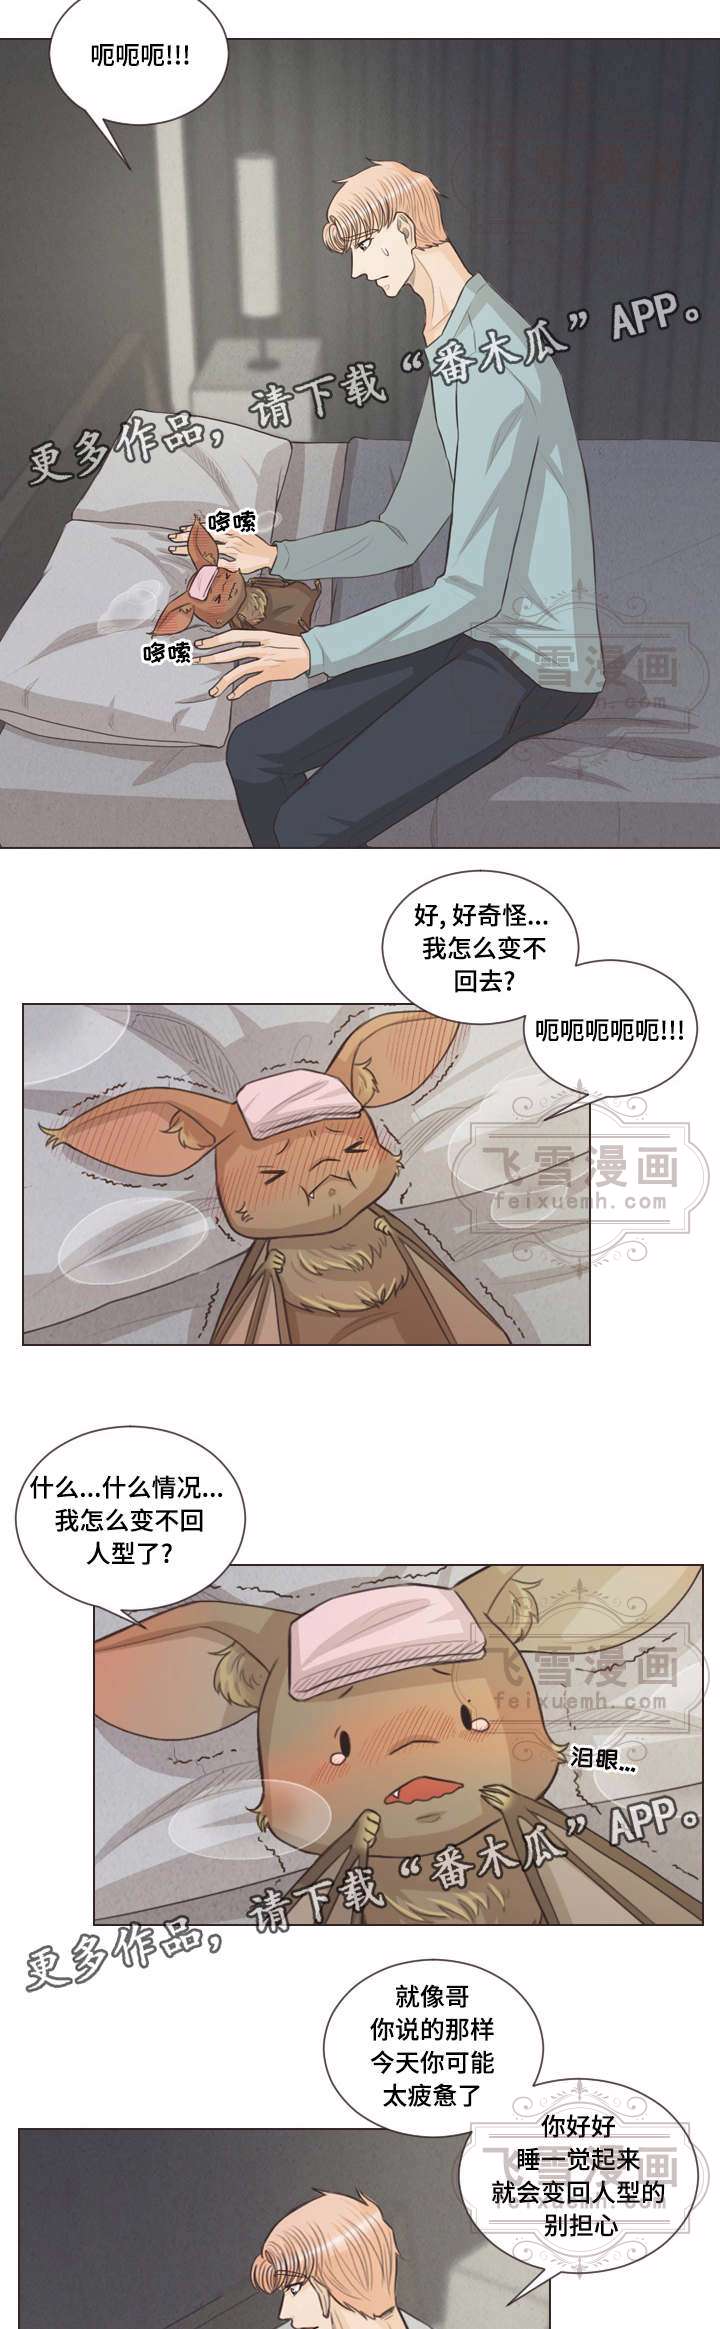 呃呃呃!!!
更多作品，请下载“番木瓜”APP。
哆嗦
哆嗦
飞雪漫画
好,好奇怪...
我怎么变不
回去?
呃呃呃呃呃!!!
飞雪漫画
feixuemh.com
什么...什么情况...
我怎么变不回
人型了?
飞雪漫画
feixuemh.com
泪眼...
更多作品，请下载“番木瓜”APP。
就像哥
你说的那样
今天你可能
太疲惫了
你好好
睡一觉起来
就会变回人型的
别担心
飞雪漫画
feixuemh.com